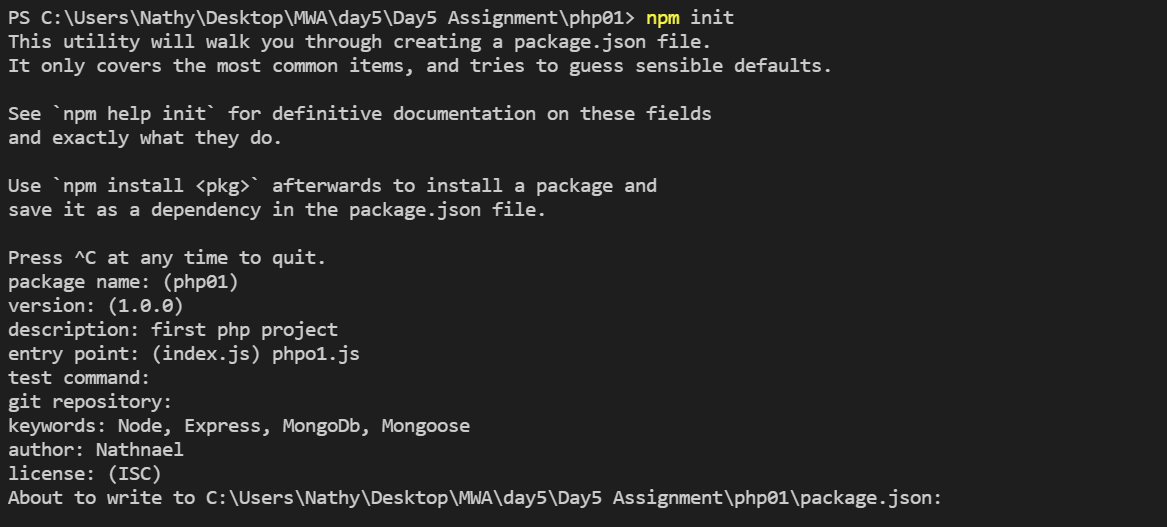 PS C:\Users\Nathy\Desktop\MWA\day5\Day5 Assignment\php01> npm init
This utility will walk you through creating a package.json file.
It only covers the most common items, and tries to guess sensible defaults.
See `npm help init` for definitive documentation on these fields
and exactly what they do.
Use `npm install <pkg>` afterwards to install a package and
save it as a dependency in the package.json file.
Press ^C at any time to quit.
package name: (php01)
version: (1.0.0)
description: first php project
entry point: (index.js) phpo1.js
test command:
git repository:
keywords: Node, Express, MongoDb, Mongoose
author: Nathnael
license: (ISC)
About to write to C:\Users\Nathy\Desktop\MWA\day5\Day5 Assignment\php01\package.json: